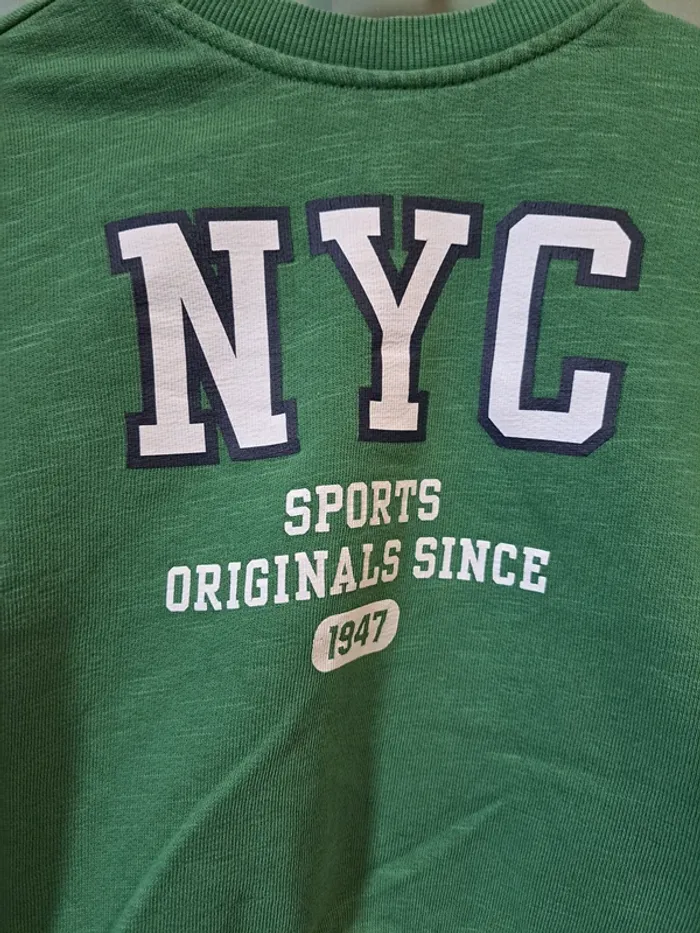 NYC
SPORTS
ORIGINALS SINCE
1947